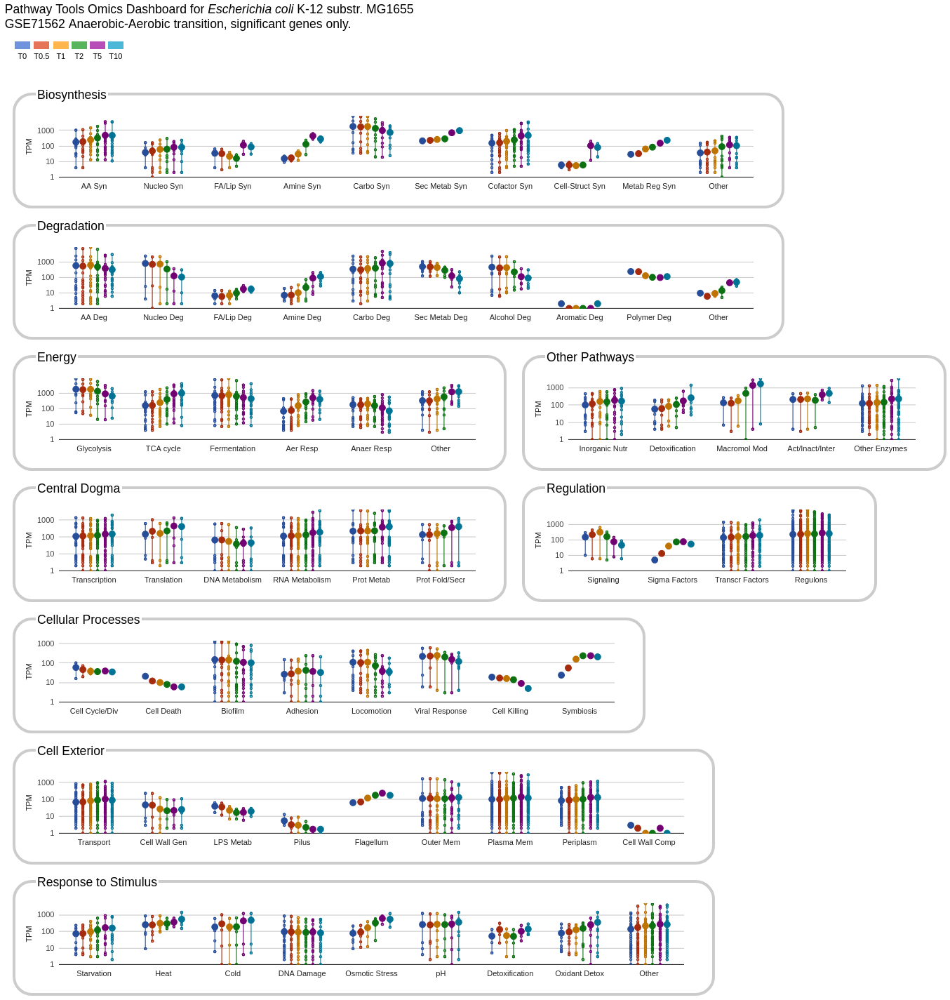 Pathway Tools Omics Dashboard for Escherichia coli K-12 substr. MG1655
GSE71562 Anaerobic-Aerobic transition, significant genes only.
T0 T0.5 T1 T2 T5 T10
Biosynthesis
TPM
1000
100
10
1
AA Syn Nucleo Syn FA/Lip Syn Amine Syn Carbo Syn Sec Metab Syn Cofactor Syn Cell-Struct Syn Metab Reg Syn Other
Degradation
TPM
1000
100
10
1
AA Deg Nucleo Deg FA/Lip Deg Amine Deg Carbo Deg Sec Metab Deg Alcohol Deg Aromatic Deg Polymer Deg Other
Energy
TPM
1000
100
10
1
Glycolysis TCA cycle Fermentation Aer Resp Anaer Resp Other
Other Pathways
TPM
1000
100
10
1
Inorganic Nutr Detoxification Macromol Mod Act/Inact/Inter Other Enzymes
Central Dogma
TPM
1000
100
10
1
Transcription Translation DNA Metabolism RNA Metabolism Prot Metab Prot Fold/Secr
Regulation
TPM
1000
100
10
1
Signaling Sigma Factors Transcr Factors Regulons
Cellular Processes
TPM
1000
100
10
1
Cell Cycle/Div Cell Death Biofilm Adhesion Locomotion Viral Response Cell Killing Symbiosis
Cell Exterior
TPM
1000
100
10
1
Transport Cell Wall Gen LPS Metab Pilus Flagellum Outer Mem Plasma Mem Periplasm Cell Wall Comp
Response to Stimulus
TPM
1000
100
10
1
Starvation Heat Cold DNA Damage Osmotic Stress pH Detoxification Oxidant Detox Other